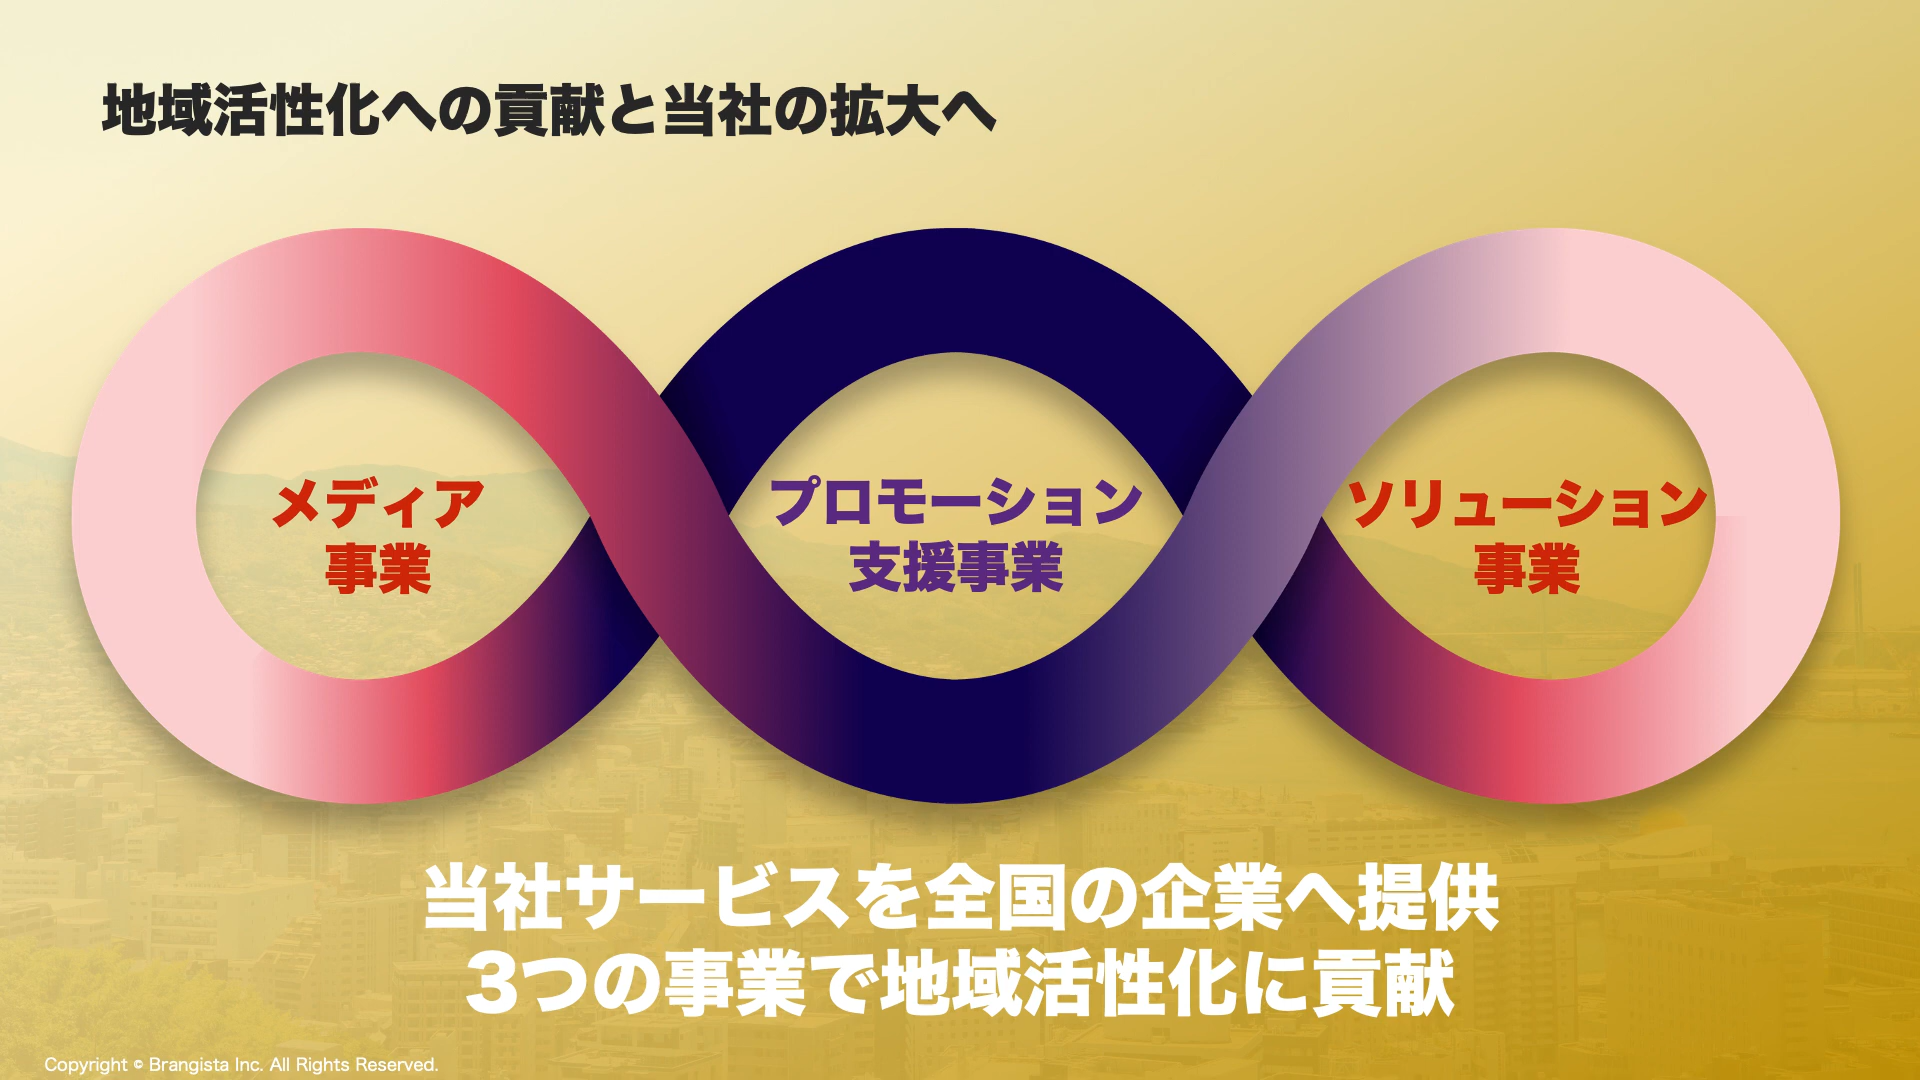 地域活性化への貢献と当社の拡大へ
メディア
事業
プロモーション
支援事業
ソリューション
事業
当社サービスを全国の企業へ提供
3つの事業で地域活性化に貢献
Copyright © Brangista Inc. All Rights Reserved.